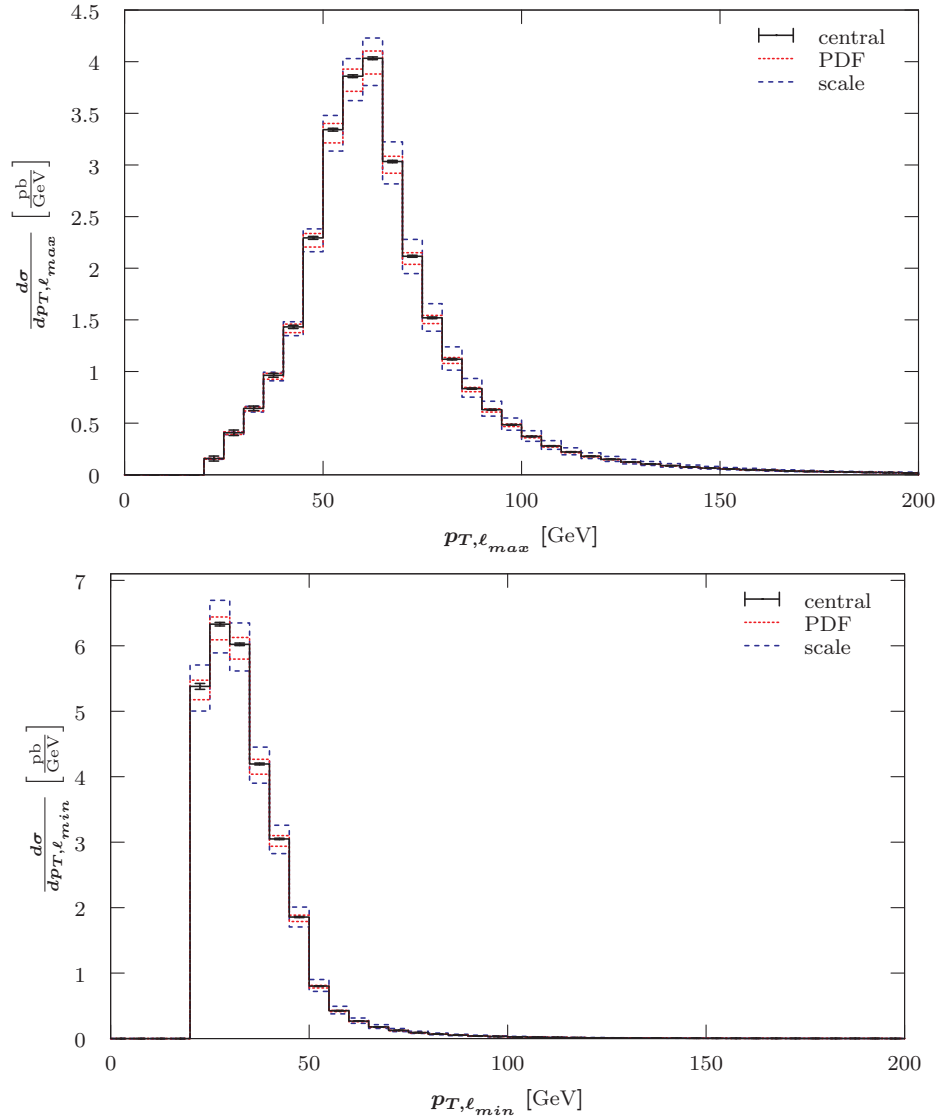 4.5
4
3.5
3
2.5
2
1.5
1
0.5
0
dσ/dp_{T,ℓ_{max}} [pb/GeV]
central
PDF
scale
0 50 100 150 200
p_{T,ℓ_{max}} [GeV]
7
6
5
4
3
2
1
0
dσ/dp_{T,ℓ_{min}} [pb/GeV]
central
PDF
scale
0 50 100 150 200
p_{T,ℓ_{min}} [GeV]